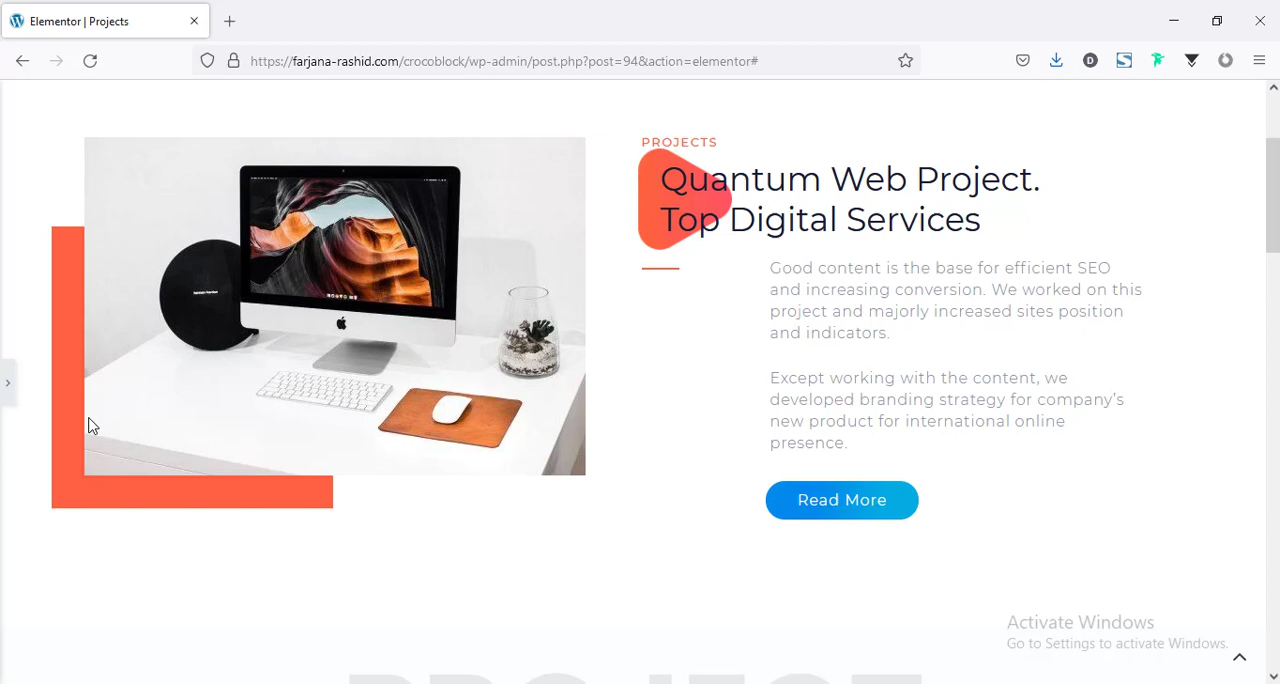 Elementor | Projects
https://farjana-rashid.com/crossblock/wp-admin/post.php?post=94&action=elementor#
PROJECTS
Quantum Web Project.
Top Digital Services
Good content is the base for efficient SEO
and increasing conversion. We worked on this
project and majorly increased sites position
and indicators.
Except working with the content, we
developed branding strategy for company’s
new product for international online
presence.
Read More
Activate Windows
Go to Settings to activate Windows.
PROJECT